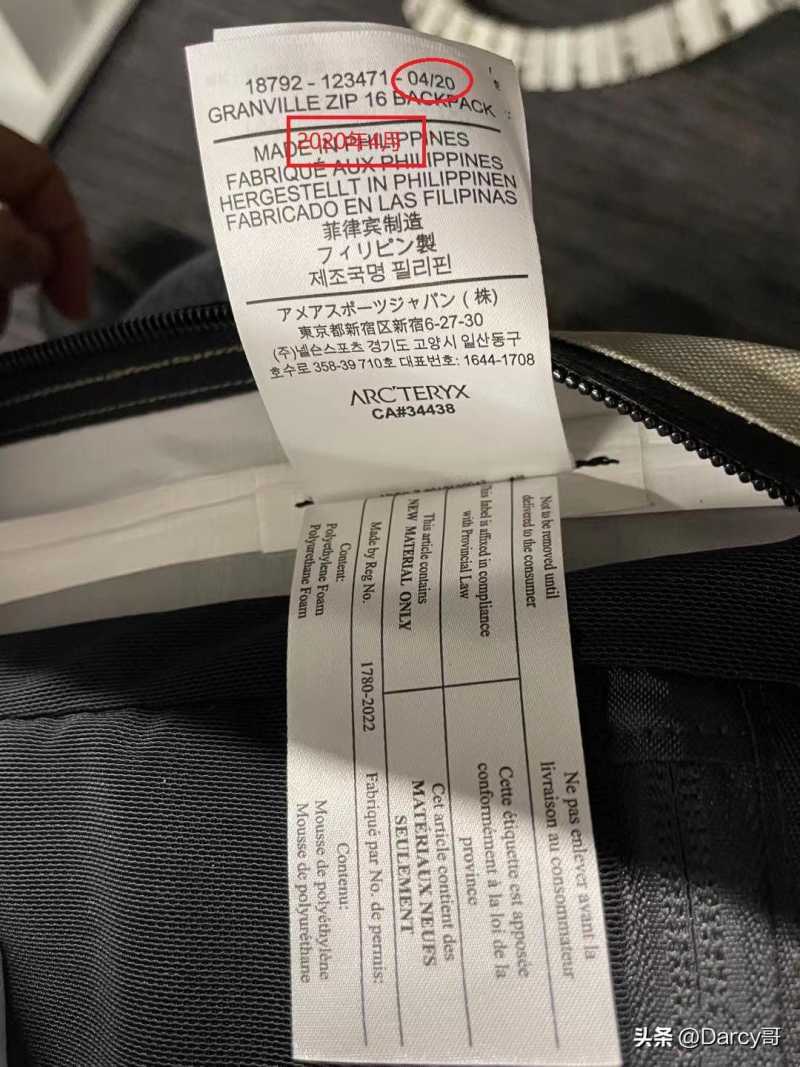 18792 - 123471 - 04/20
GRANVILLE ZIP 16 BACKPACK
2020年4月
MADE IN PHILIPPINES
FABRIQUÉ AUX PHILIPPINES
HERGESTELLT IN PHILIPPINEN
FABRICADO EN LAS FILIPINAS
菲律宾制造
フィリピン製
제조국명 필리핀
アメアスポーツジャパン ( 株)
東京都新宿区新宿6-27-30
(주)넬슨스포츠 경기도 고양시 일산동구
호수로 358-39 710호 대표번호: 1644-1708
ARC'TERYX
CA#34438
Not to be removed until
delivered to the consumer
This label is affixed in compliance
with Provincial Law
This article contains
NEW MATERIAL ONLY
Made by Reg No.
1780-2022
Content:
Polyethylene Foam
Polyurethane Foam
Ne pas enlever avant la
livraison au consommateur
Cette étiquette est apposée
conformément à la loi de la
province
Cet article contient des
MATÉRIAUX NEUFS
SEULEMENT
Fabriqué par No. de permis:
Contenu:
Mousse de polyéthylène
Mousse de polyuréthane
头条 @Darcy哥